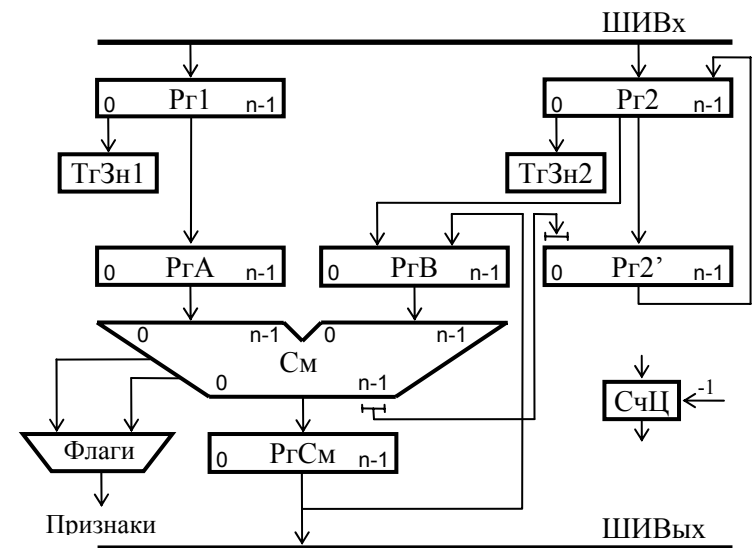 ШИВх
0 Рг1 n-1
0 Рг2 n-1
ТгЗн1
ТгЗн2
0 РгА n-1
0 РгВ n-1
0 Рг2’ n-1
0 n-1 0 n-1
См
0 n-1
СчЦ
-1
Флаги
0 РгСм n-1
Признаки
ШИВых